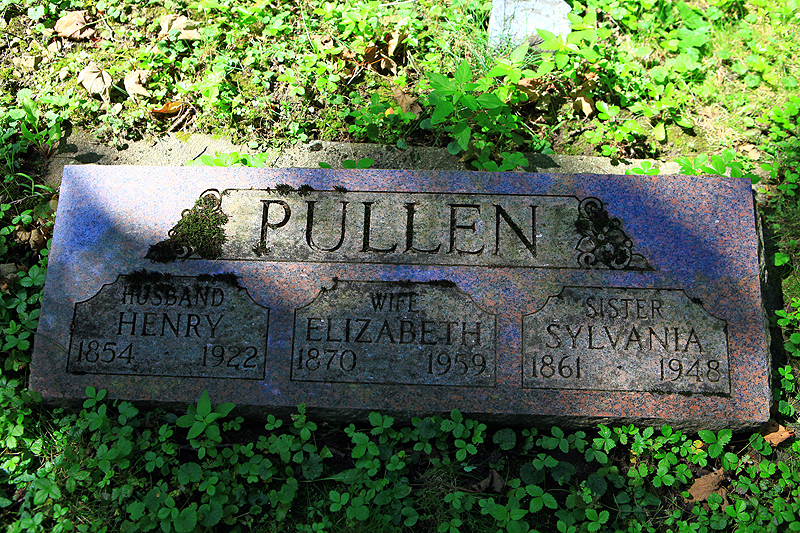 PULLEN
HUSBAND
HENRY
1854 · 1922
WIFE
ELIZABETH
1870 1959
SISTER
SYLVANIA
1861 · 1948